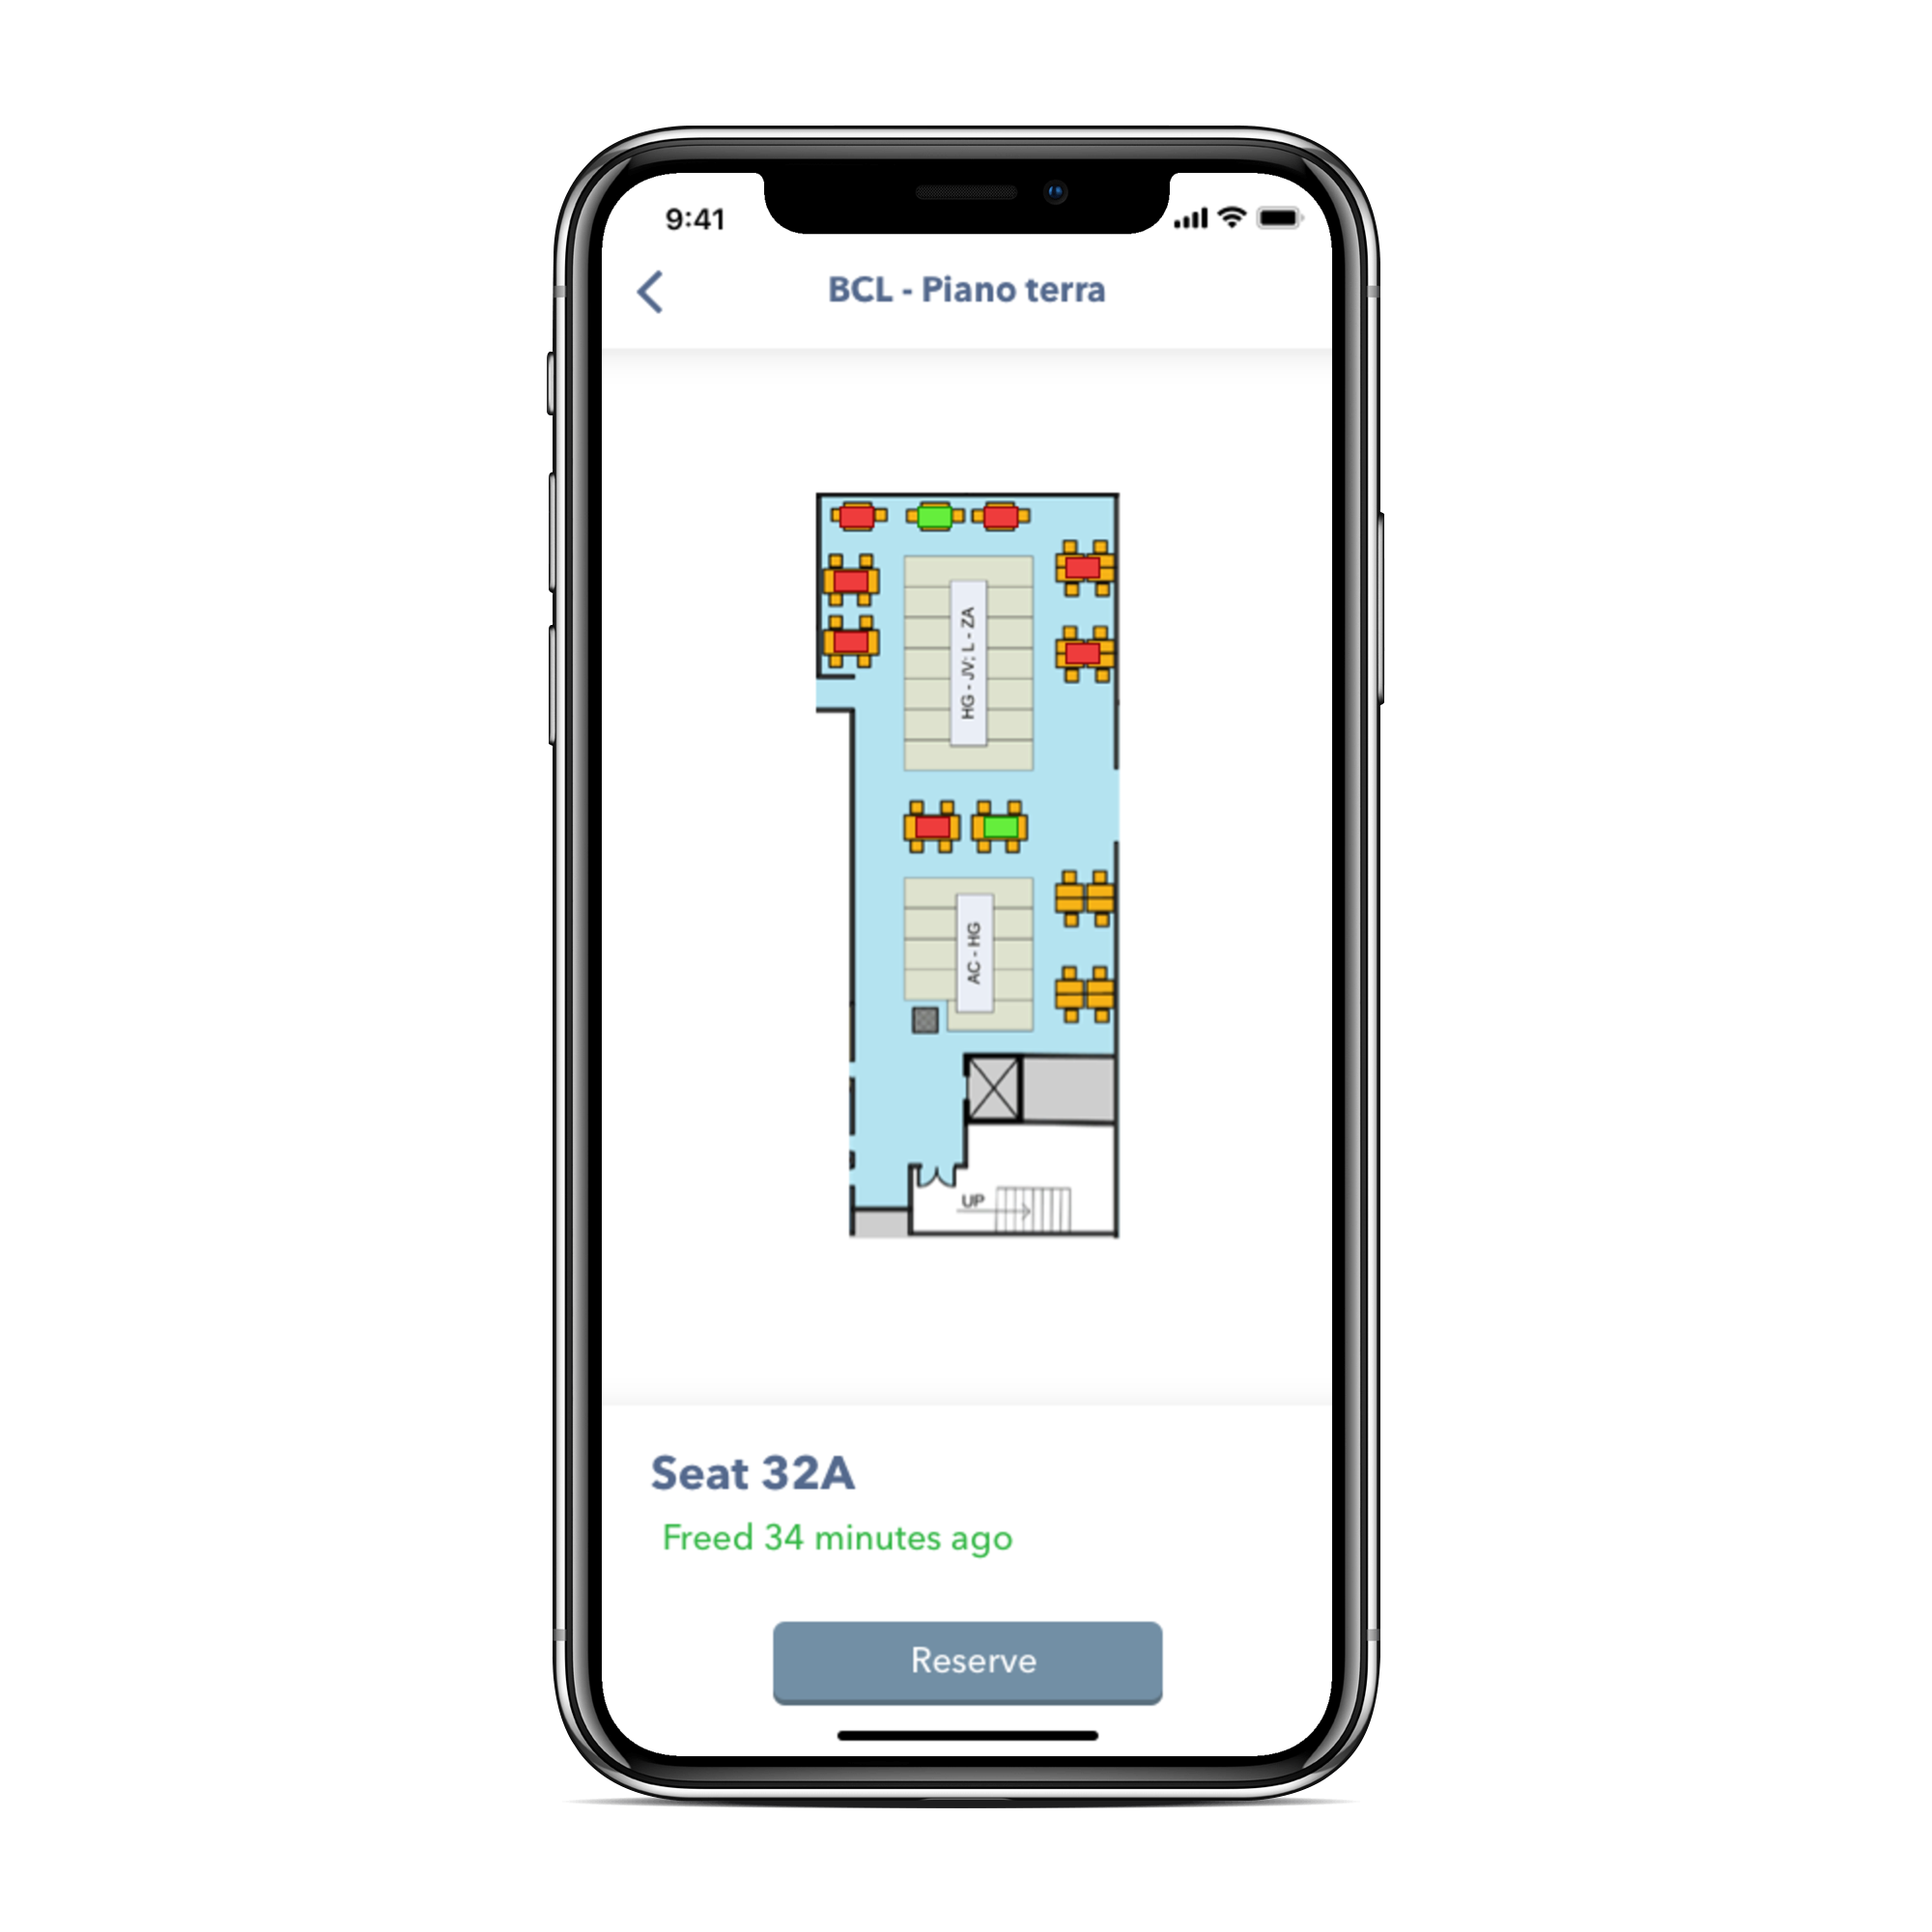 9:41
BCL - Piano terra
HG - JV; L - ZA
AC - HG
UP
Seat 32A
Freed 34 minutes ago
Reserve